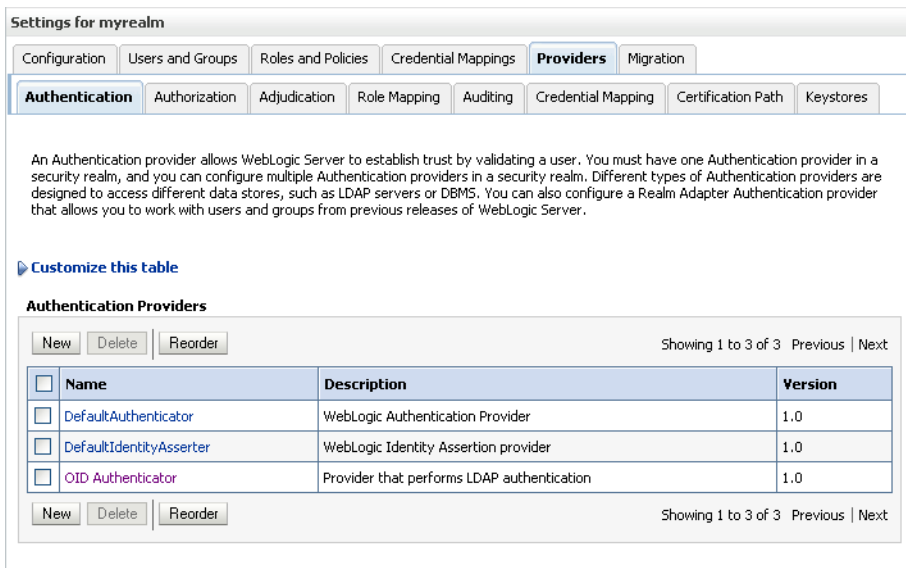 Settings for myrealm
Configuration Users and Groups Roles and Policies Credential Mappings Providers Migration
Authentication Authorization Adjudication Role Mapping Auditing Credential Mapping Certification Path Keystores
An Authentication provider allows WebLogic Server to establish trust by validating a user. You must have one Authentication provider in a
security realm, and you can configure multiple Authentication providers in a security realm. Different types of Authentication providers are
designed to access different data stores, such as LDAP servers or DBMS. You can also configure a Realm Adapter Authentication provider
that allows you to work with users and groups from previous releases of WebLogic Server.
Customize this table
Authentication Providers
New Delete Reorder Showing 1 to 3 of 3 Previous | Next
Name Description Version
DefaultAuthenticator WebLogic Authentication Provider 1.0
DefaultIdentityAsserter WebLogic Identity Assertion provider 1.0
OID Authenticator Provider that performs LDAP authentication 1.0
New Delete Reorder Showing 1 to 3 of 3 Previous | Next